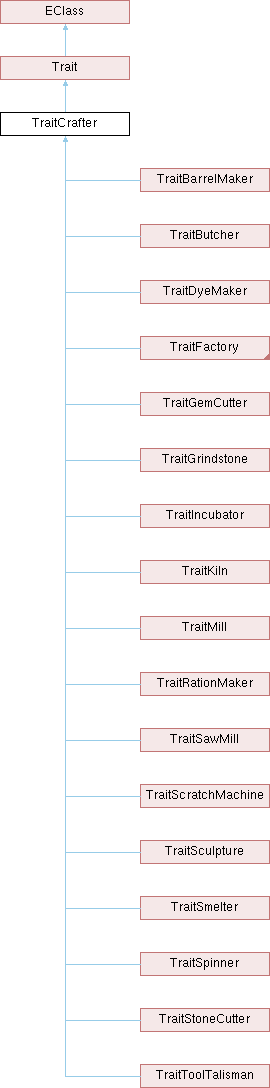 EClass
Trait
TraitCrafter
TraitBarrelMaker
TraitButcher
TraitDyeMaker
TraitFactory
TraitGemCutter
TraitGrindstone
TraitIncubator
TraitKiln
TraitMill
TraitRationMaker
TraitSawMill
TraitScratchMachine
TraitSculpture
TraitSmelter
TraitSpinner
TraitStoneCutter
TraitToolTalisman